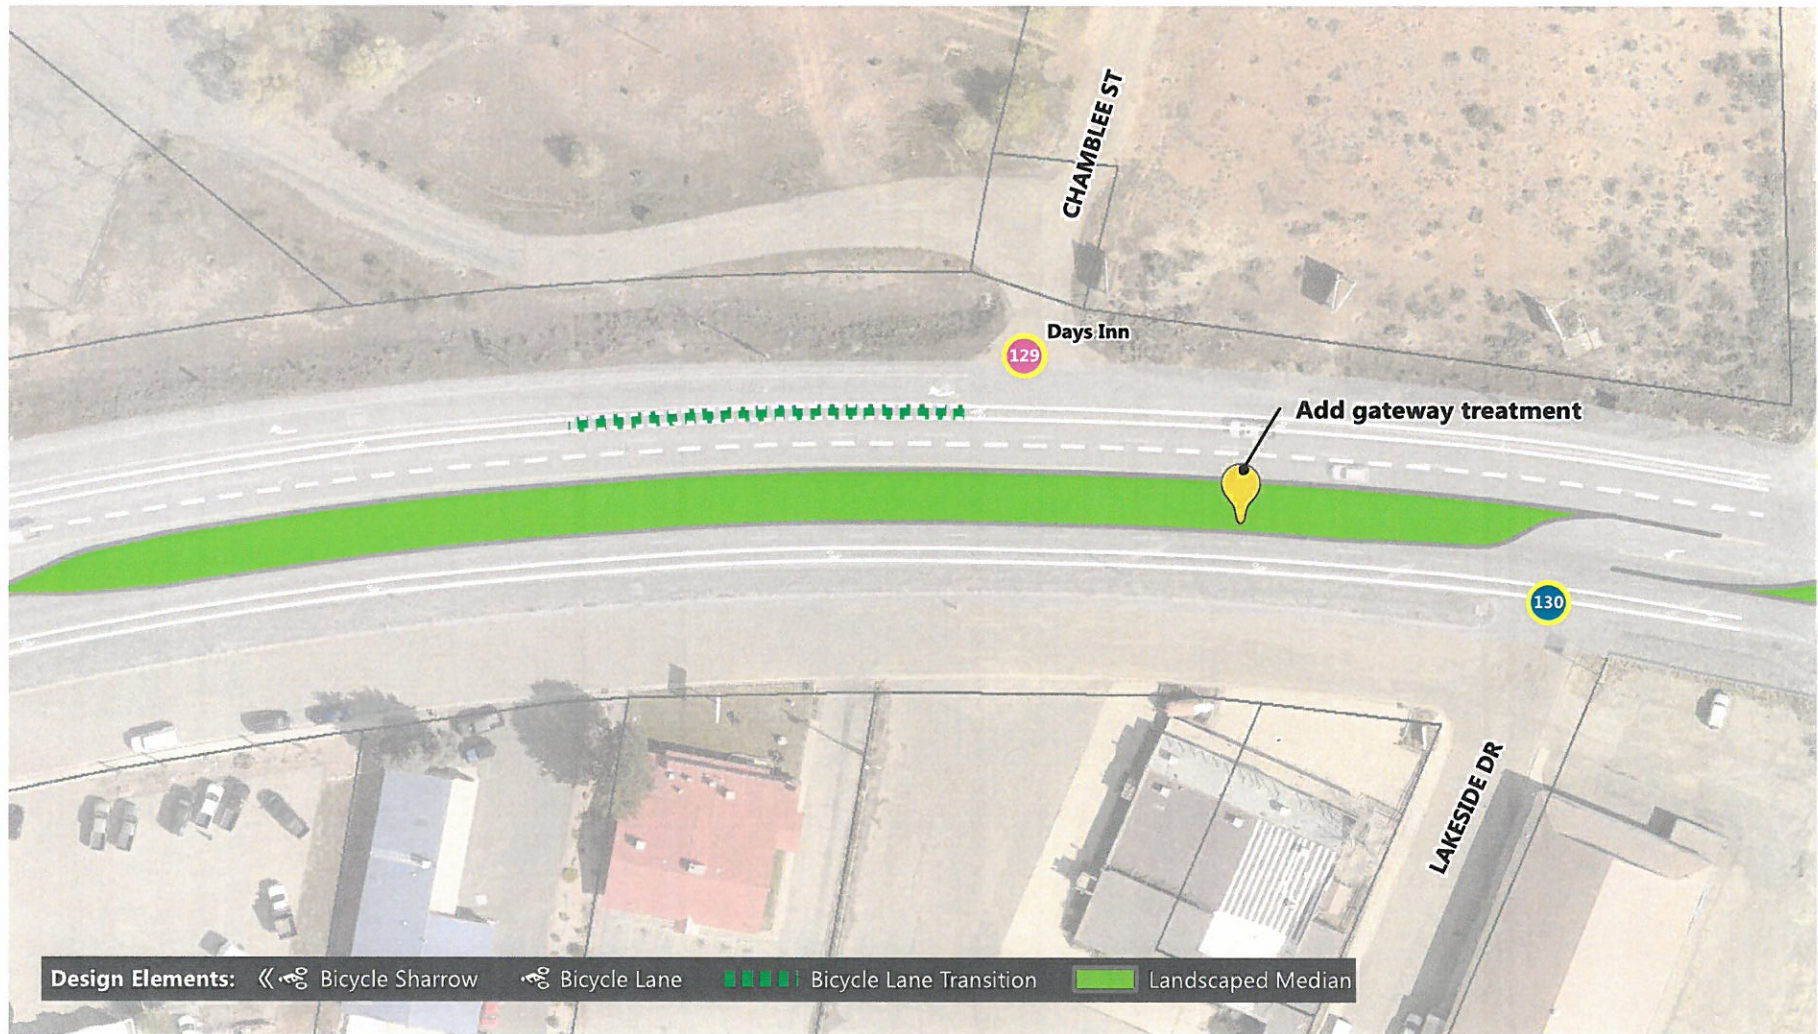 CHAMBLEE ST
Days Inn
129
Add gateway treatment
130
LAKESIDE DR
Design Elements: Bicycle Sharrow Bicycle Lane Bicycle Lane Transition Landscaped Median